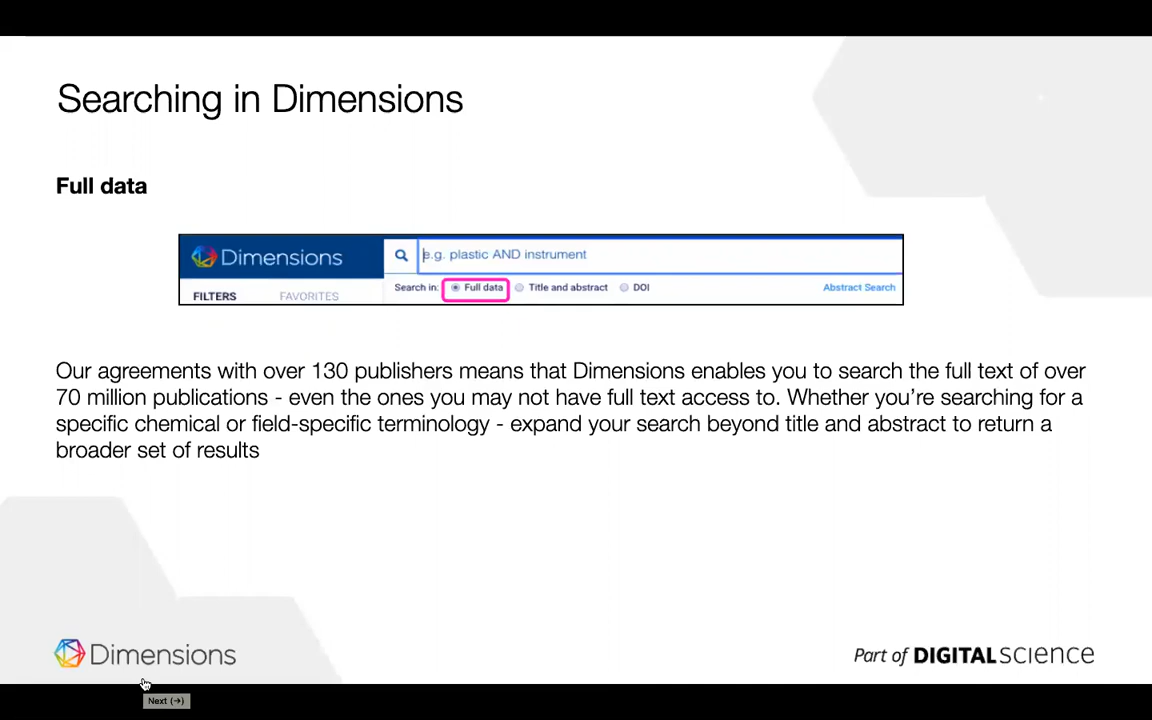 Searching in Dimensions
Full data
Dimensions
e.g. plastic AND instrument
Search in: Full data Title and abstract DOI Abstract Search
FILTERS FAVORITES
Our agreements with over 130 publishers means that Dimensions enables you to search the full text of over
70 million publications - even the ones you may not have full text access to. Whether you’re searching for a
specific chemical or field-specific terminology - expand your search beyond title and abstract to return a
broader set of results
Dimensions
Part of DIGITALSCIENCE
Next (→)